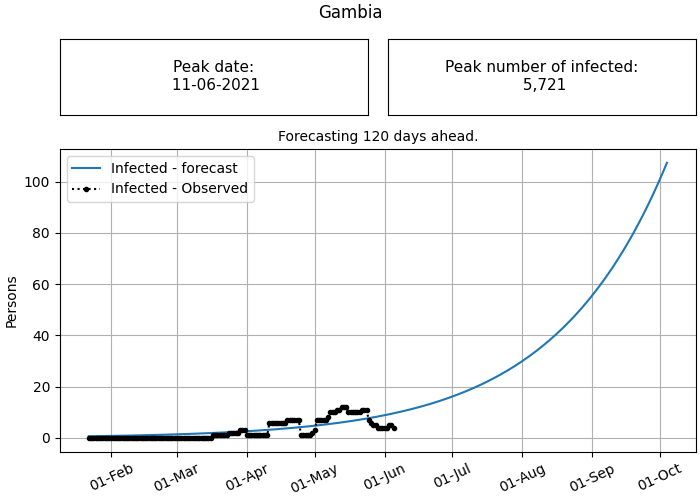 Gambia
Peak date:
11-06-2021
Peak number of infected:
5,721
Forecasting 120 days ahead.
Infected - forecast
Infected - Observed
Persons
100
80
60
40
20
0
01-Feb
01-Mar
01-Apr
01-May
01-Jun
01-Jul
01-Aug
01-Sep
01-Oct